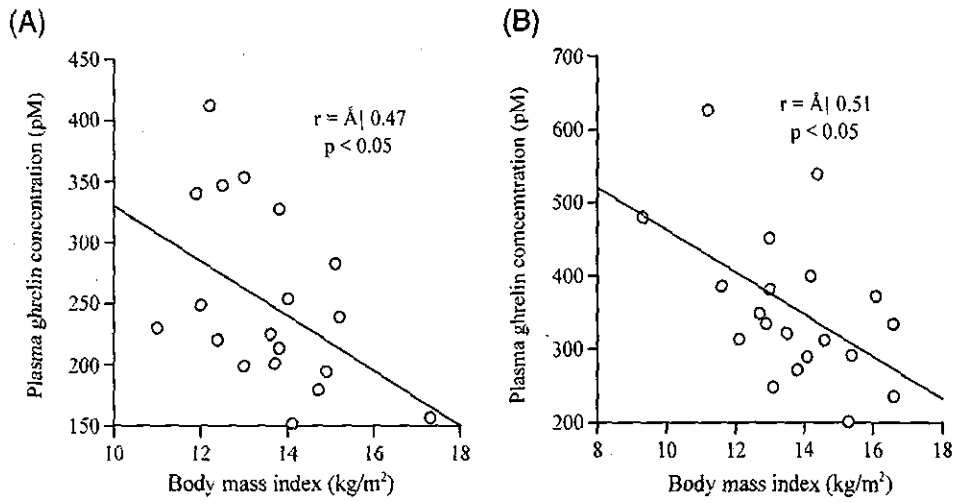 (A)
450
400
350
300
250
200
150
Plasma ghrelin concentration (pM)
r = Å| 0.47
p < 0.05
10 12 14 16 18
Body mass index (kg/m²)
(B)
700
600
500
400
300
200
Plasma ghrelin comcemtration (pM)
r = Å| 0.51
p < 0.05
8 10 12 14 16 18
Body mass index (kg/m²)